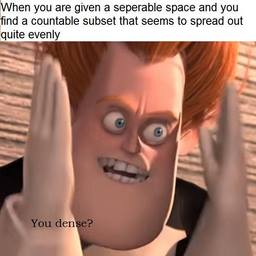 When you are given a seperable space and you
find a countable subset that seems to spread out
quite evenly
You dense?